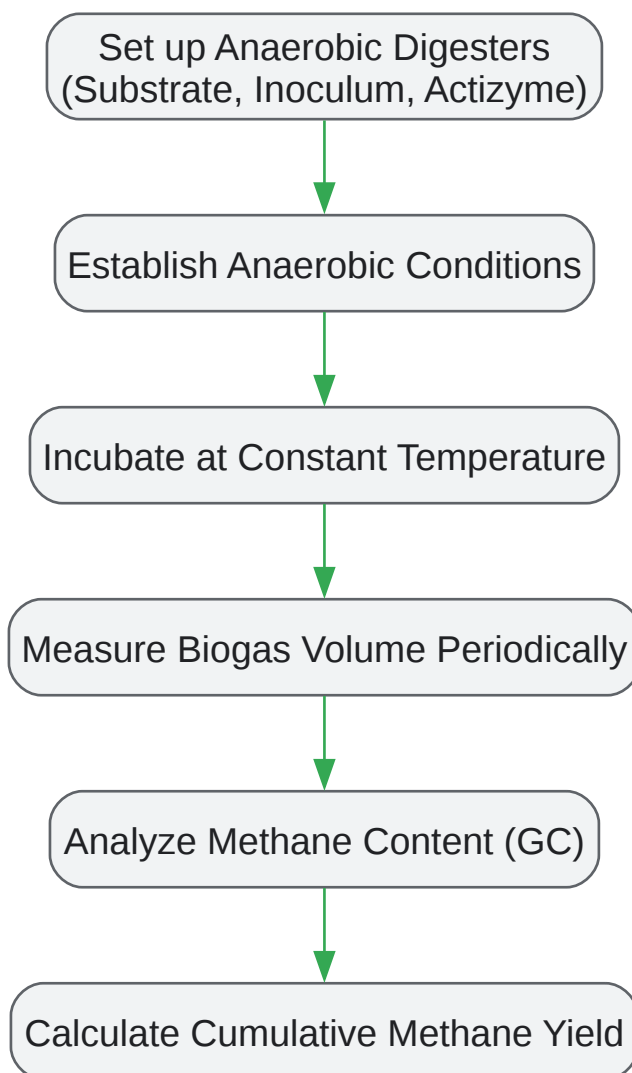 Set up Anaerobic Digesters
(Substrate, Inoculum, Actizyme)
Establish Anaerobic Conditions
Incubate at Constant Temperature
Measure Biogas Volume Periodically
Analyze Methane Content (GC)
Calculate Cumulative Methane Yield